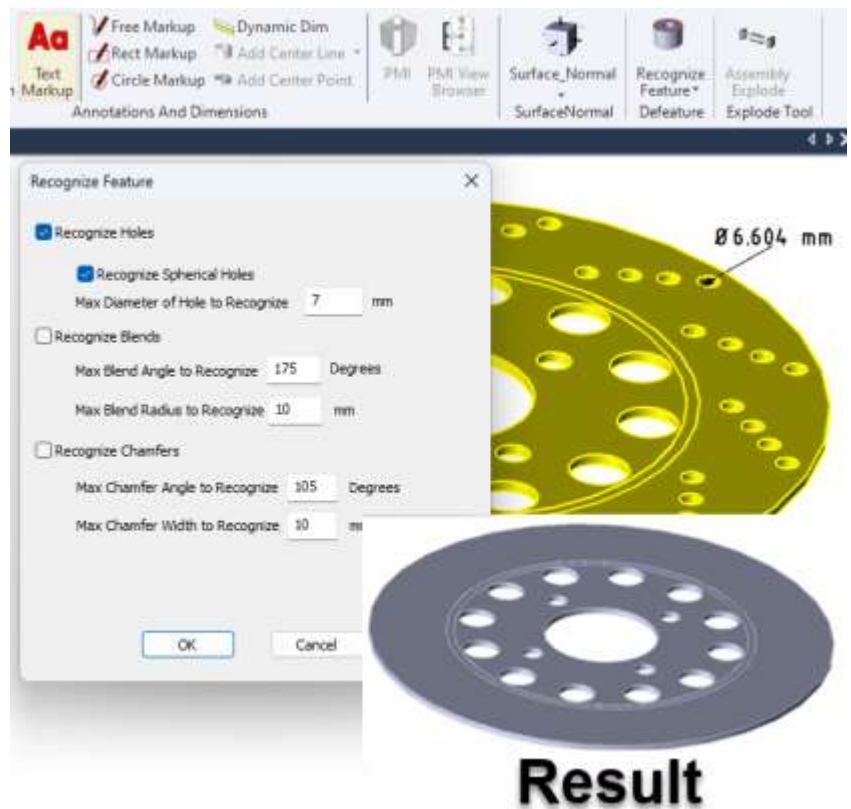 Aa
Text
Markup
Free Markup
Rect Markup
Circle Markup
Dynamic Dim
Add Center Line
Add Center Point
Annotations And Dimensions
PMI
PMI View
Browser
Surface_Normal
SurfaceNormal
Recognize
Feature
Defeature
Assembly
Explode
Explode Tool
Recognize Feature
Recognize Holes
Recognize Spherical Holes
Max Diameter of Hole to Recognize 7 mm
Recognize Blends
Max Blend Angle to Recognize 175 Degrees
Max Blend Radius to Recognize 10 mm
Recognize Chamfers
Max Chamfer Angle to Recognize 105 Degrees
Max Chamfer Width to Recognize 10
OK
Cancel
Ø 6.604 mm
Result